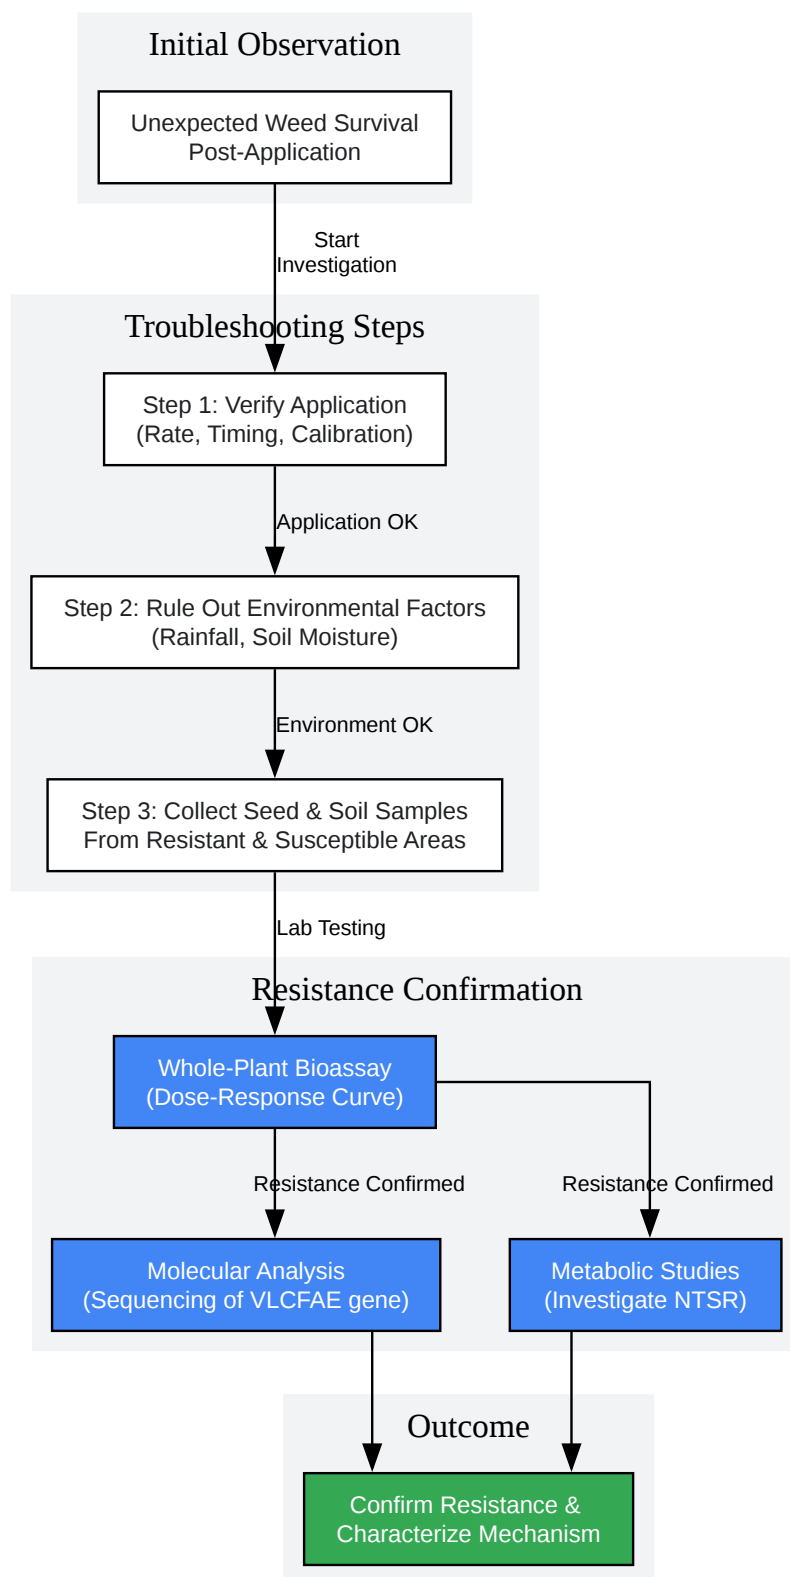 Initial Observation
Unexpected Weed Survival
Post-Application
Start
Investigation
Troubleshooting Steps
Step 1: Verify Application
(Rate, Timing, Calibration)
Application OK
Step 2: Rule Out Environmental Factors
(Rainfall, Soil Moisture)
Environment OK
Step 3: Collect Seed & Soil Samples
From Resistant & Susceptible Areas
Lab Testing
Resistance Confirmation
Whole-Plant Bioassay
(Dose-Response Curve)
Resistance Confirmed
Resistance Confirmed
Molecular Analysis
(Sequencing of VLCFAE gene)
Metabolic Studies
(Investigate NTSR)
Outcome
Confirm Resistance &
Characterize Mechanism